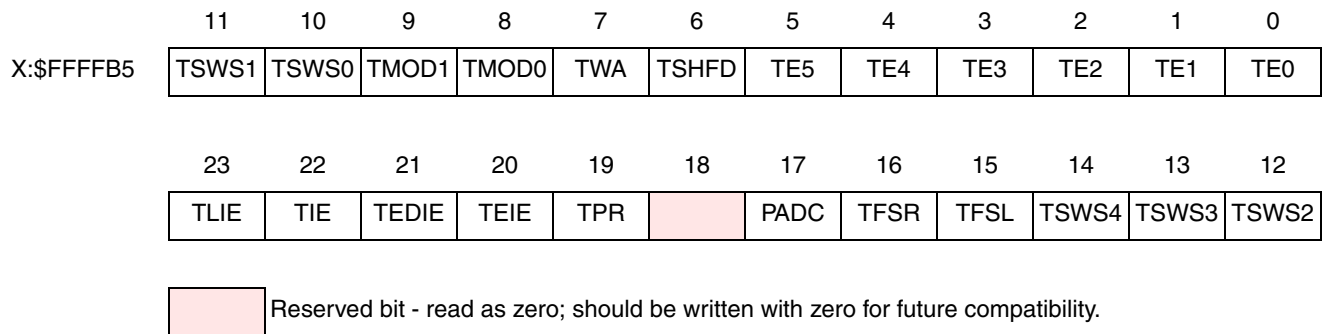 11 10 9 8 7 6 5 4 3 2 1 0
X:$FFFFB5 TSWS1 TSWS0 TMOD1 TMOD0 TWA TSHFD TE5 TE4 TE3 TE2 TE1 TE0
23 22 21 20 19 18 17 16 15 14 13 12
TLIE TIE TEDIE TEIE TPR PADC TFSR TFSL TSWS4 TSWS3 TSWS2
Reserved bit - read as zero; should be written with zero for future compatibility.